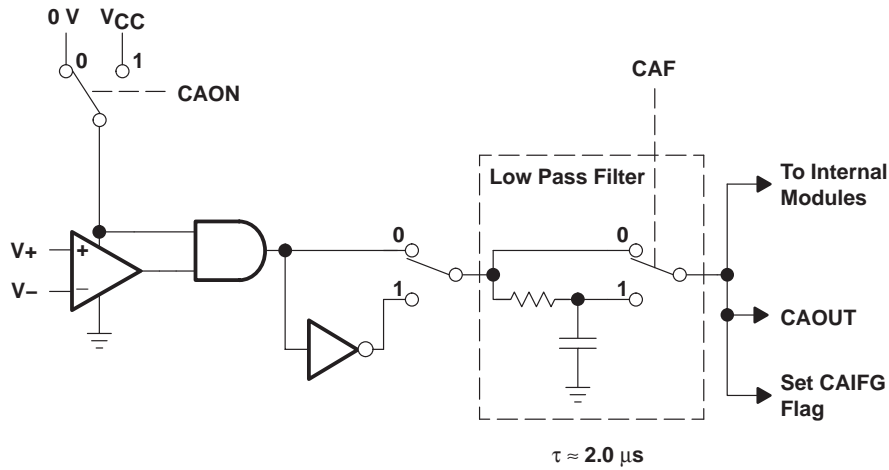 0 V
VCC
0
1
CAON
CAF
Low Pass Filter
To Internal
Modules
V+
+
V−
−
0
1
0
1
CAOUT
Set CAIFG
Flag
τ ≈ 2.0 μs